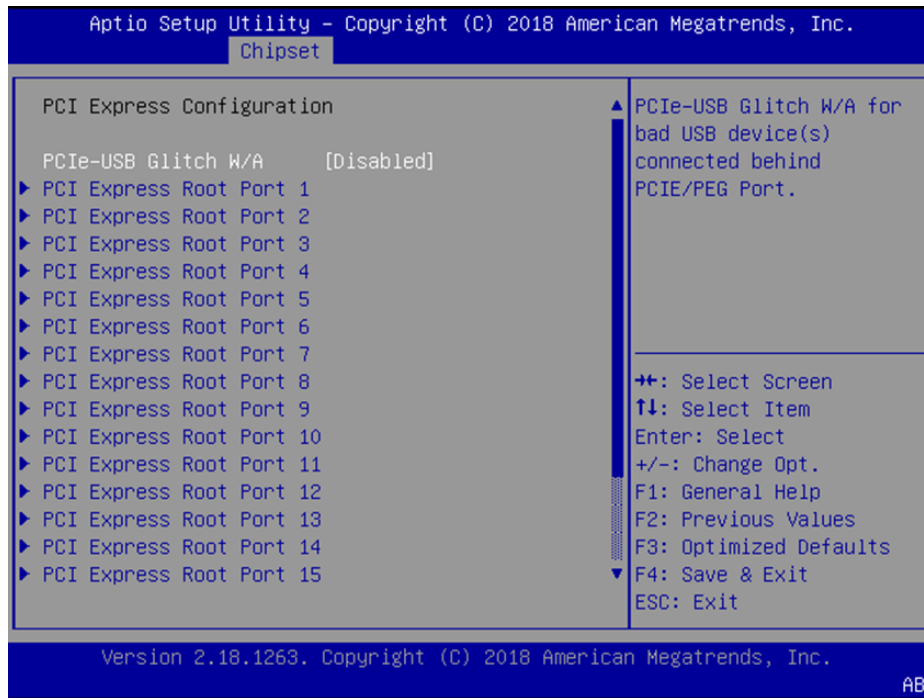 Aptio Setup Utility – Copyright (C) 2018 American Megatrends, Inc.
Chipset
PCI Express Configuration
PCIe-USB Glitch W/A [Disabled]
PCI Express Root Port 1
PCI Express Root Port 2
PCI Express Root Port 3
PCI Express Root Port 4
PCI Express Root Port 5
PCI Express Root Port 6
PCI Express Root Port 7
PCI Express Root Port 8
PCI Express Root Port 9
PCI Express Root Port 10
PCI Express Root Port 11
PCI Express Root Port 12
PCI Express Root Port 13
PCI Express Root Port 14
PCI Express Root Port 15
PCIe-USB Glitch W/A for
bad USB device(s)
connected behind
PCIE/PEG Port.
→←: Select Screen
↑↓: Select Item
Enter: Select
+/-: Change Opt.
F1: General Help
F2: Previous Values
F3: Optimized Defaults
F4: Save & Exit
ESC: Exit
Version 2.18.1263. Copyright (C) 2018 American Megatrends, Inc.
AB